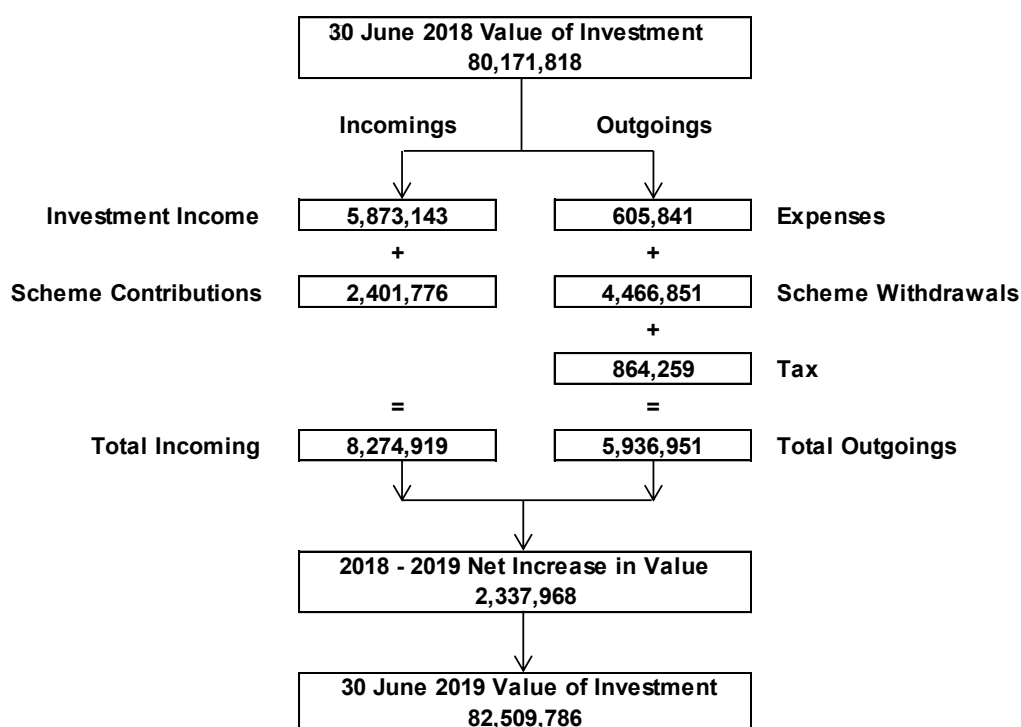 30 June 2018 Value of Investment
80,171,818
Incomings Outgoings
Investment Income 5,873,143 605,841 Expenses
+ +
Scheme Contributions 2,401,776 4,466,851 Scheme Withdrawals
+
864,259 Tax
= =
Total Incoming 8,274,919 5,936,951 Total Outgoings
2018 - 2019 Net Increase in Value
2,337,968
30 June 2019 Value of Investment
82,509,786